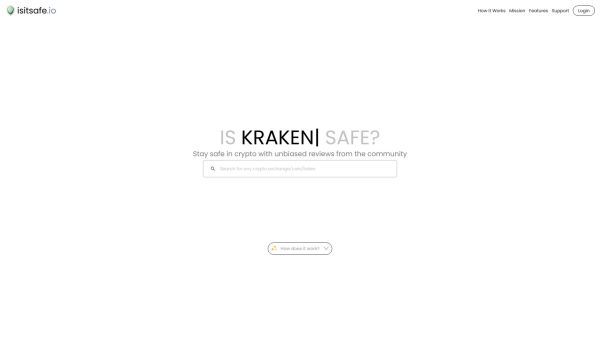 isitsafe.io
How it Works Mission Features Support Login
IS KRAKEN| SAFE?
Stay safe in crypto with unbiased reviews from the community
Search for any crypto exchange/coin/token
How does it work?